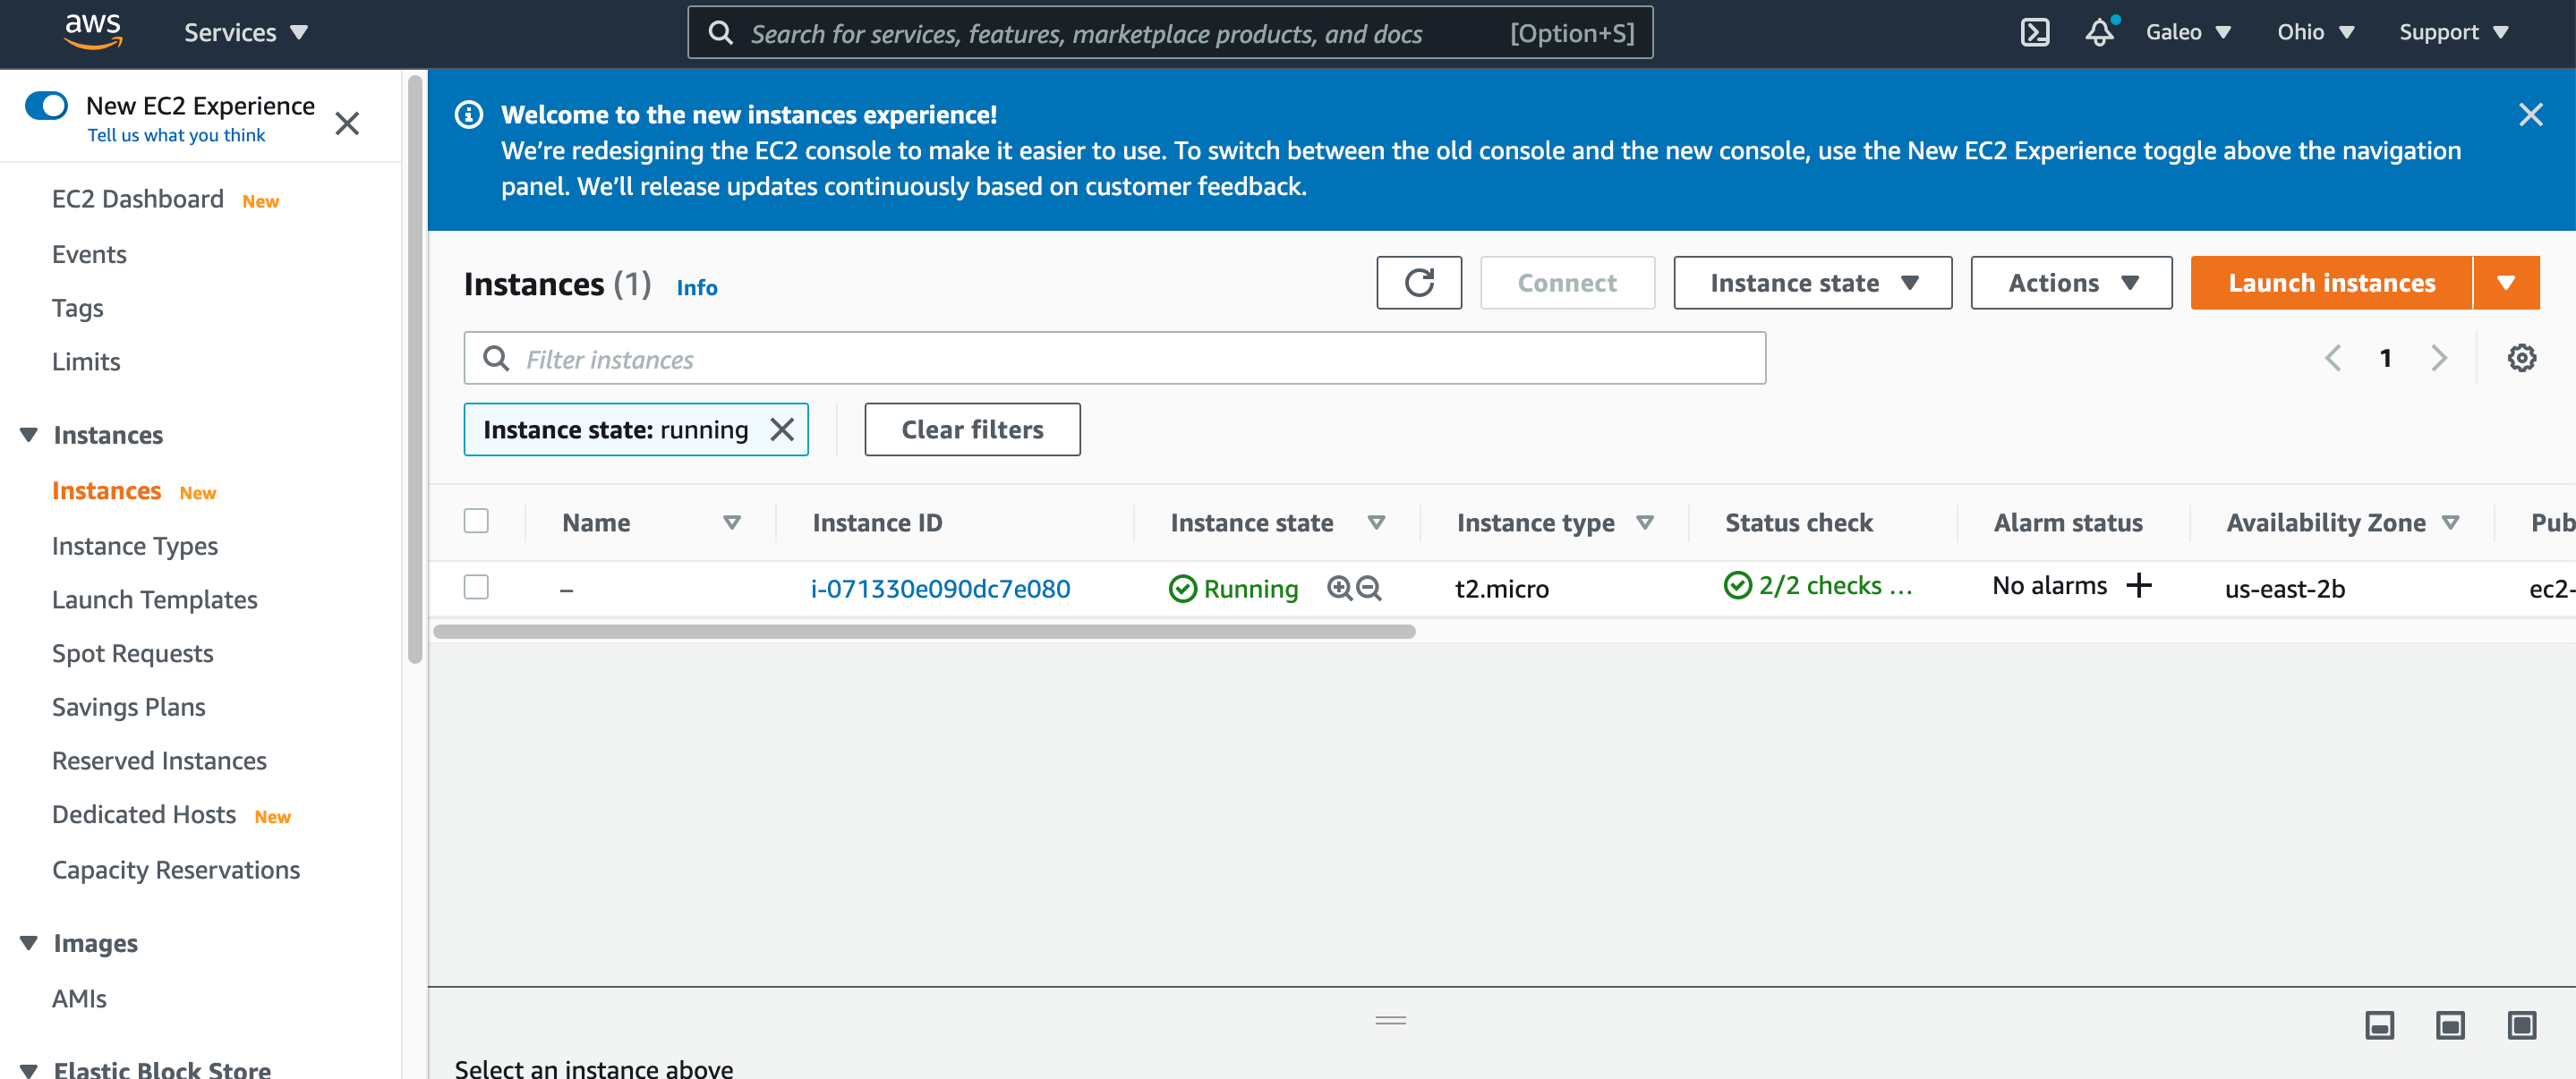 aws
Services
Search for services, features, marketplace products, and docs [Option+S]
Galeo
Ohio
Support
New EC2 Experience
Tell us what you think
EC2 Dashboard New
Events
Tags
Limits
Instances
Instances New
Instance Types
Launch Templates
Spot Requests
Savings Plans
Reserved Instances
Dedicated Hosts New
Capacity Reservations
Images
AMIs
Elastic Block Store
Welcome to the new instances experience!
We’re redesigning the EC2 console to make it easier to use. To switch between the old console and the new console, use the New EC2 Experience toggle above the navigation
panel. We’ll release updates continuously based on customer feedback.
Instances (1) Info
Connect
Instance state
Actions
Launch instances
Filter instances
1
Instance state: running
Clear filters
Name Instance ID Instance state Instance type Status check Alarm status Availability Zone Pub
– i-071330e090dc7e080 Running t2.micro 2/2 checks ... No alarms + us-east-2b ec2-
Select an instance above